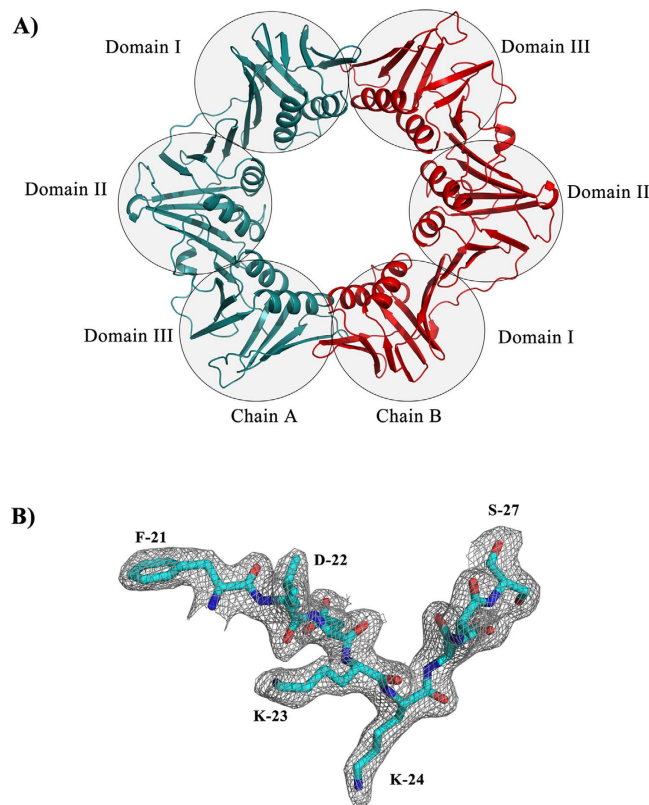 A)
Domain I
Domain III
Domain II
Domain II
Domain III
Domain I
Chain A
Chain B
B)
S-27
F-21
D-22
K-23
K-24